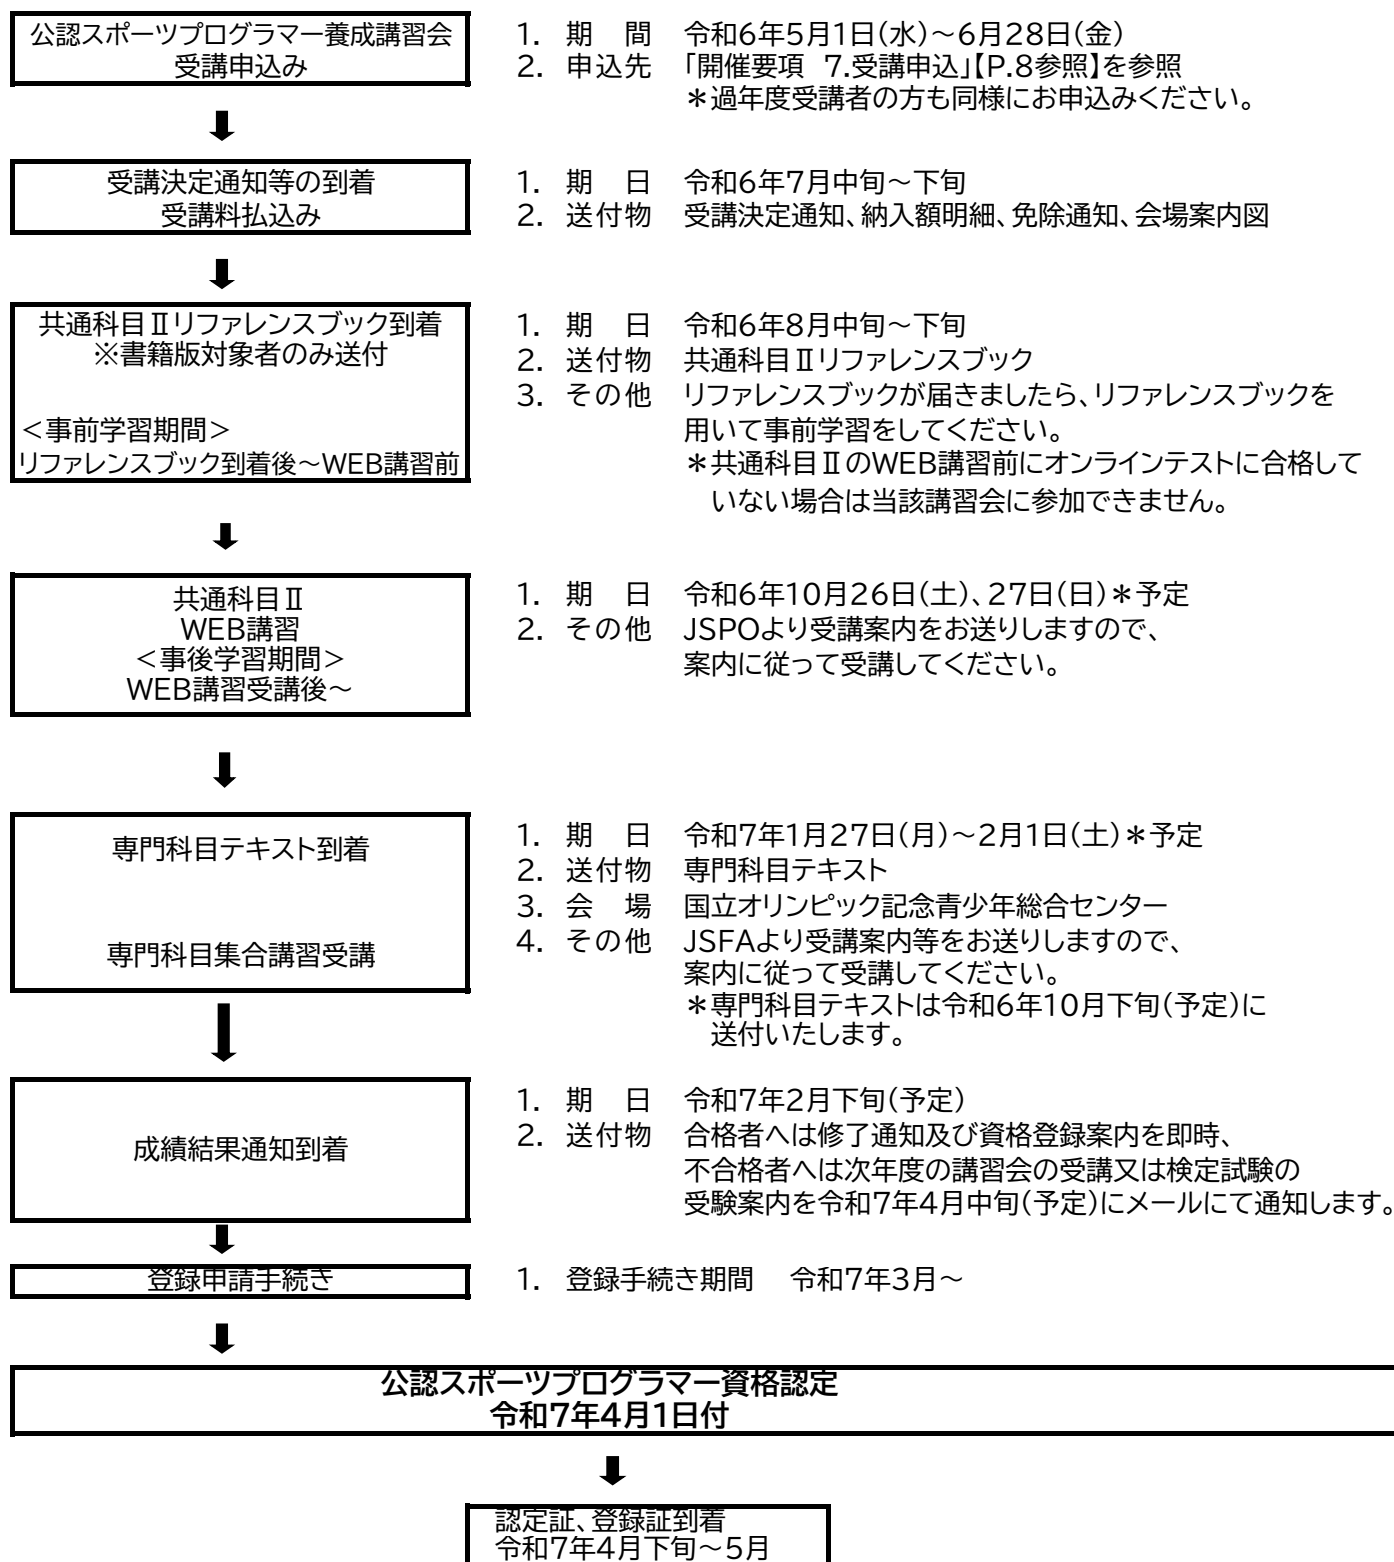 公認スポーツプログラマー養成講習会
受講申込み
1. 期　間　令和6年5月1日(水)～6月28日(金)
2. 申込先　「開催要項　7.受講申込」【P.8参照】を参照
＊過年度受講者の方も同様にお申込みください。
受講決定通知等の到着
受講料払込み
1. 期　日　令和6年7月中旬～下旬
2. 送付物　受講決定通知、納入額明細、免除通知、会場案内図
共通科目Ⅱリファレンスブック到着
※書籍版対象者のみ送付
＜事前学習期間＞
リファレンスブック到着後～WEB講習前
1. 期　日　令和6年8月中旬～下旬
2. 送付物　共通科目Ⅱリファレンスブック
3. その他　リファレンスブックが届きましたら、リファレンスブックを
用いて事前学習をしてください。
＊共通科目ⅡのWEB講習前にオンラインテストに合格して
いない場合は当該講習会に参加できません。
共通科目Ⅱ
WEB講習
＜事後学習期間＞
WEB講習受講後～
1. 期　日　令和6年10月26日(土)、27日(日)＊予定
2. その他　JSPOより受講案内をお送りしますので、
案内に従って受講してください。
専門科目テキスト到着
専門科目集合講習受講
1. 期　日　令和7年1月27日(月)～2月1日(土)＊予定
2. 送付物　専門科目テキスト
3. 会　場　国立オリンピック記念青少年総合センター
4. その他　JSFAより受講案内等をお送りしますので、
案内に従って受講してください。
＊専門科目テキストは令和6年10月下旬(予定)に
送付いたします。
成績結果通知到着
1. 期　日　令和7年2月下旬(予定)
2. 送付物　合格者へは修了通知及び資格登録案内を即時、
不合格者へは次年度の講習会の受講又は検定試験の
受験案内を令和7年4月中旬(予定)にメールにて通知します。
登録申請手続き
1. 登録手続き期間　令和7年3月～
公認スポーツプログラマー資格認定
令和7年4月1日付
認定証、登録証到着
令和7年4月下旬～5月